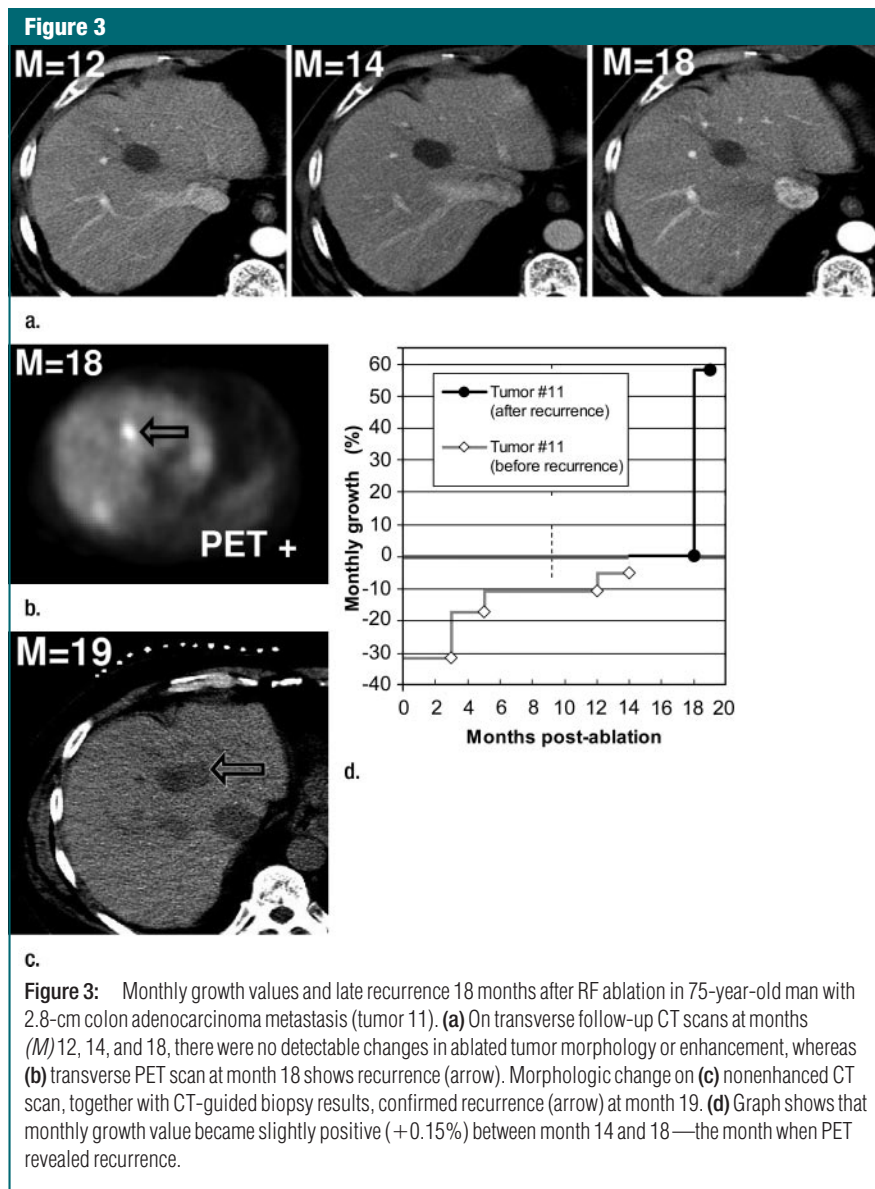 Figure 3
M=12
M=14
M=18
a.
M=18
PET +
b.
M=19
c.
60
50
40
30
20
10
0
-10
-20
-30
-40
Monthly growth (%)
Tumor #11
(after recurrence)
Tumor #11
(before recurrence)
0 2 4 6 8 10 12 14 16 18 20
Months post-ablation
d.
Figure 3: Monthly growth values and late recurrence 18 months after RF ablation in 75-year-old man with
2.8-cm colon adenocarcinoma metastasis (tumor 11). (a) On transverse follow-up CT scans at months
(M) 12, 14, and 18, there were no detectable changes in ablated tumor morphology or enhancement, whereas
(b) transverse PET scan at month 18 shows recurrence (arrow). Morphologic change on (c) nonenhanced CT
scan, together with CT-guided biopsy results, confirmed recurrence (arrow) at month 19. (d) Graph shows that
monthly growth value became slightly positive (+0.15%) between month 14 and 18—the month when PET
revealed recurrence.